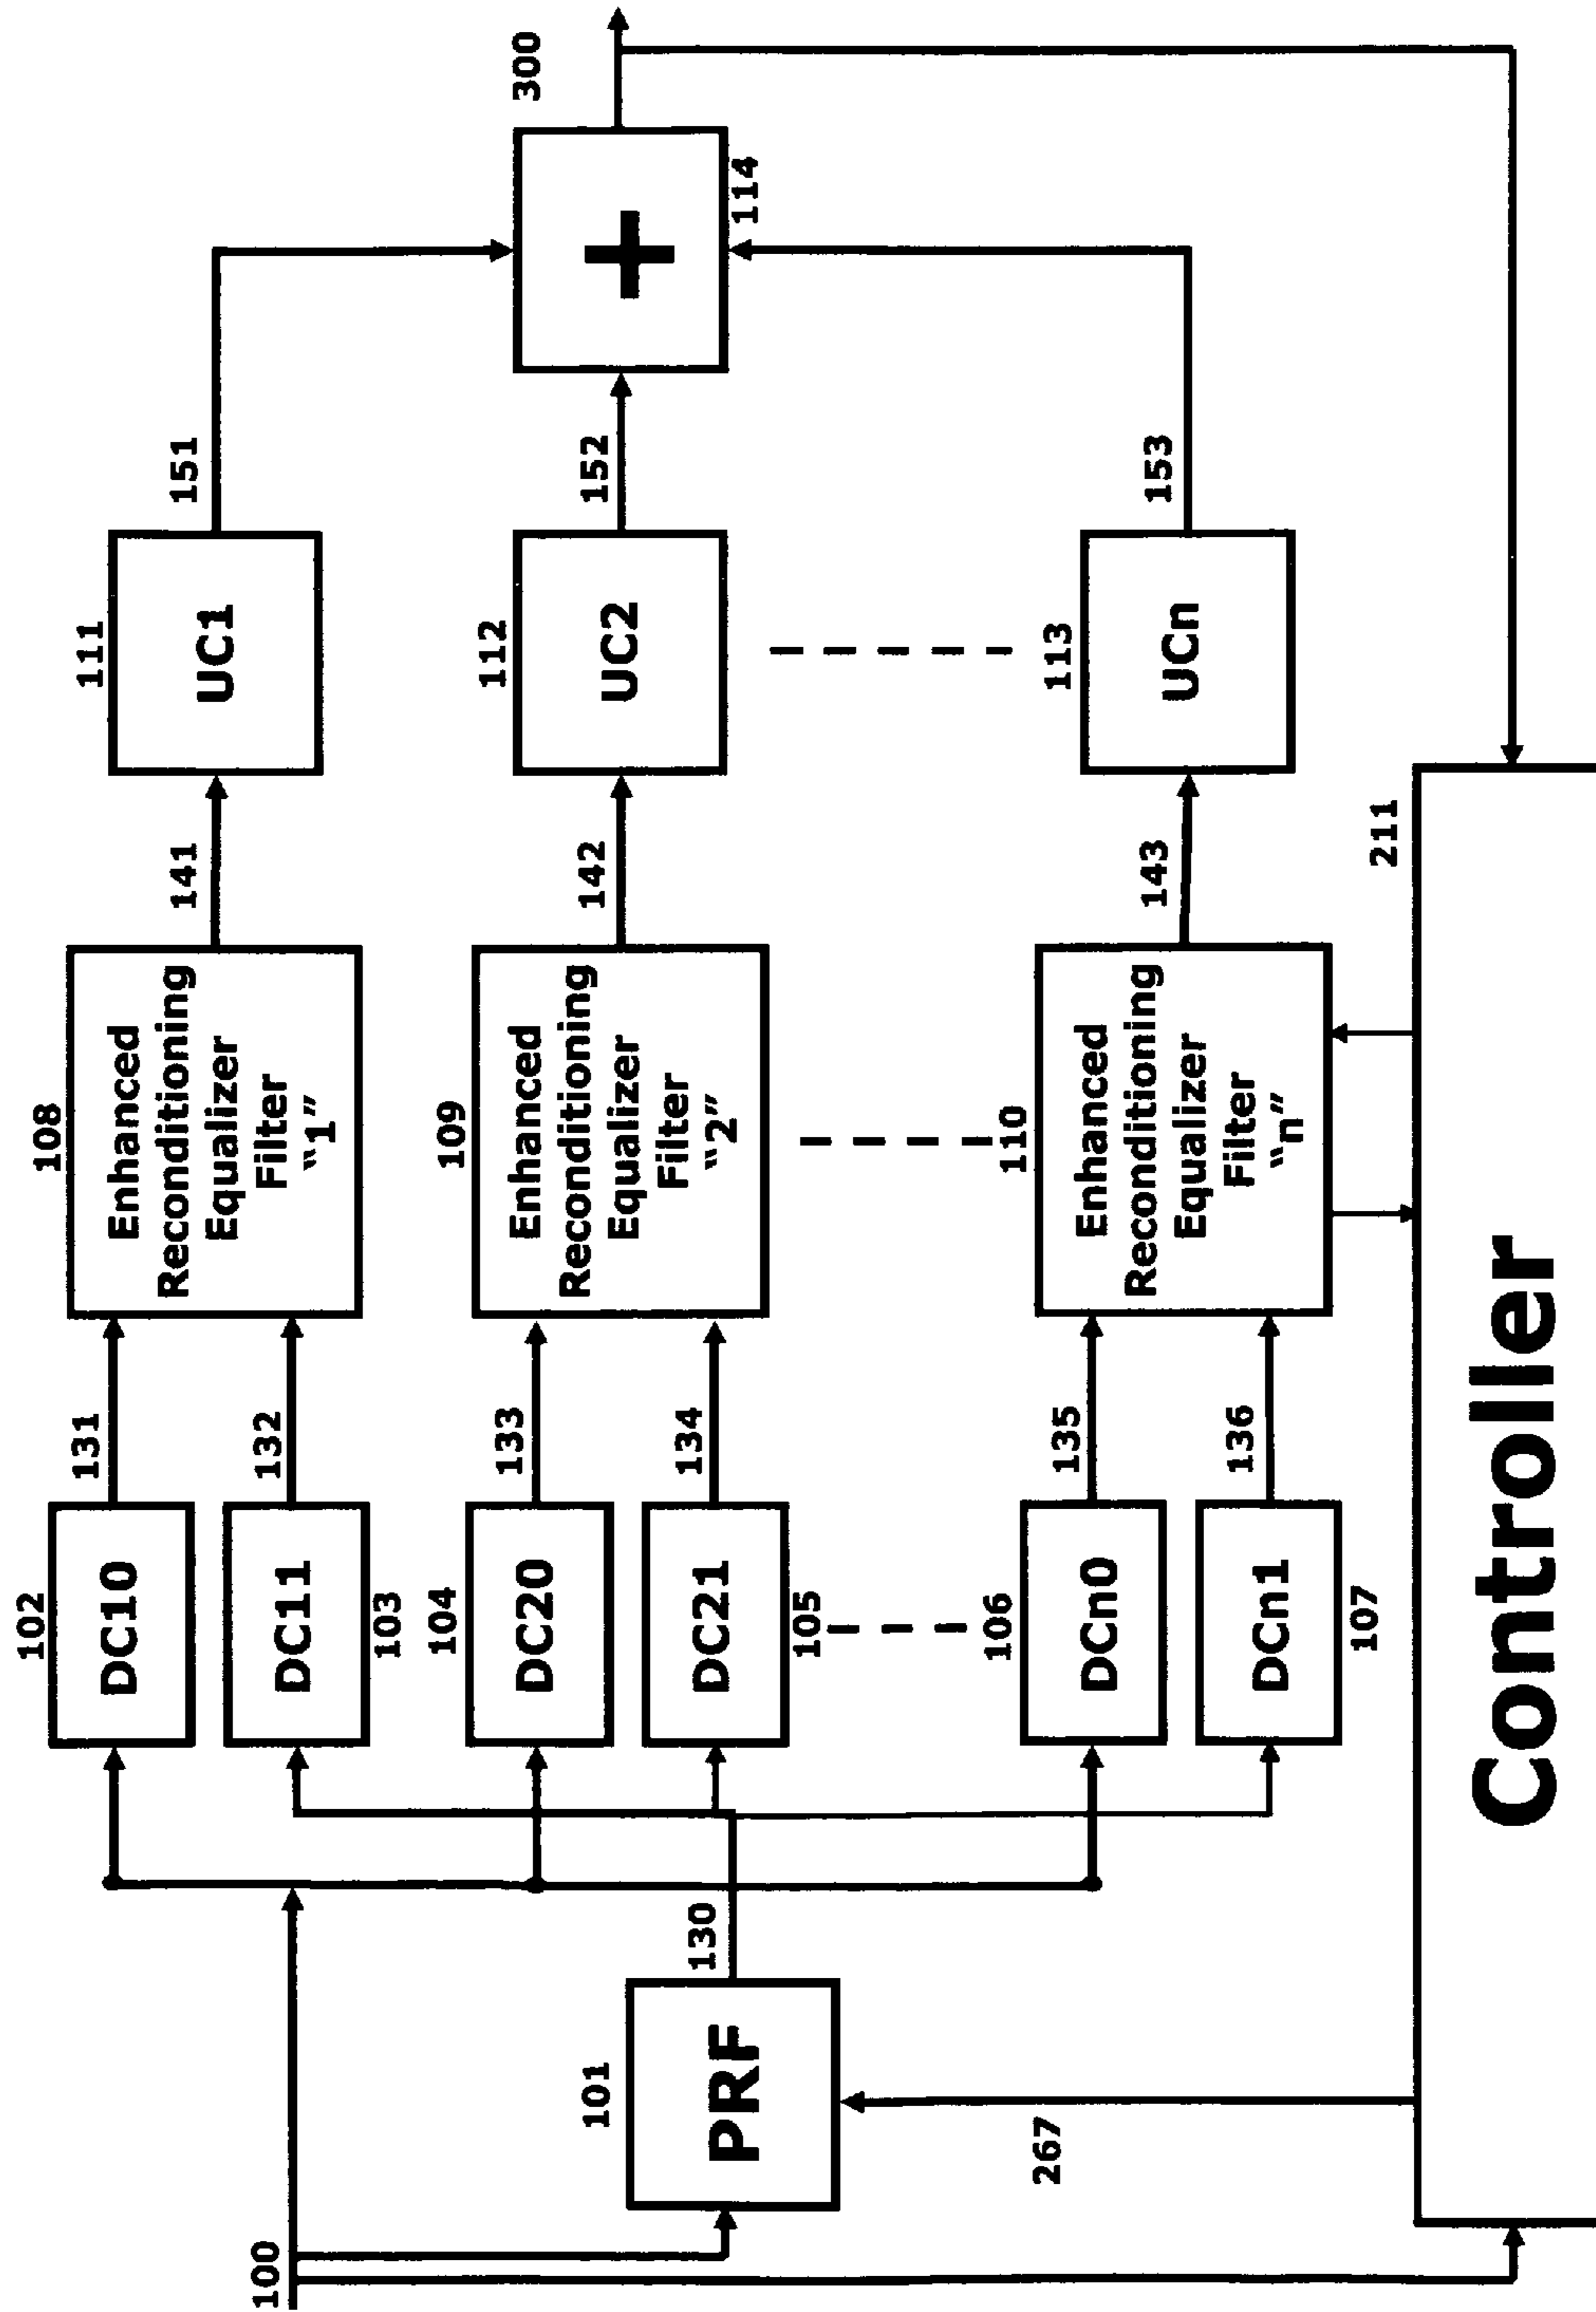 100
101
PRF
130
267
102
DC10
DC11
103
104
DC20
DC21
105
106
DCn0
DCn1
107
131
132
133
134
135
136
108
Enhanced
Reconditioning
Equalizer
Filter
“1”
109
Enhanced
Reconditioning
Equalizer
Filter
“2”
110
Enhanced
Reconditioning
Equalizer
Filter
“n”
141
142
143
111
UC1
112
UC2
113
UCn
151
152
153
+
114
300
211
Controller